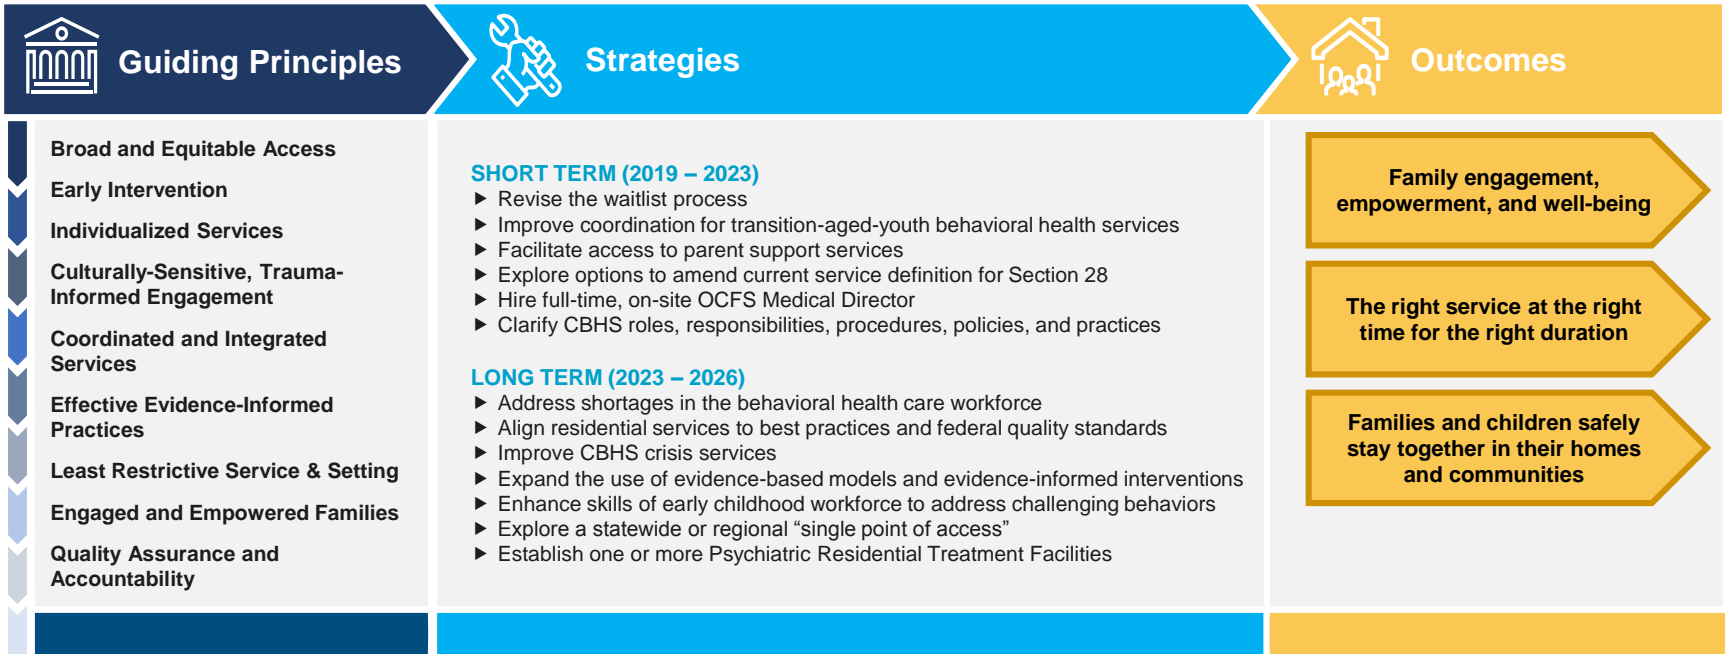 Guiding Principles
Strategies
Outcomes
Broad and Equitable Access
Early Intervention
Individualized Services
Culturally-Sensitive, Trauma-
Informed Engagement
Coordinated and Integrated
Services
Effective Evidence-Informed
Practices
Least Restrictive Service & Setting
Engaged and Empowered Families
Quality Assurance and
Accountability
SHORT TERM (2019 – 2023)
Revise the waitlist process
Improve coordination for transition-aged-youth behavioral health services
Facilitate access to parent support services
Explore options to amend current service definition for Section 28
Hire full-time, on-site OCFS Medical Director
Clarify CBHS roles, responsibilities, procedures, policies, and practices
LONG TERM (2023 – 2026)
Address shortages in the behavioral health care workforce
Align residential services to best practices and federal quality standards
Improve CBHS crisis services
Expand the use of evidence-based models and evidence-informed interventions
Enhance skills of early childhood workforce to address challenging behaviors
Explore a statewide or regional “single point of access”
Establish one or more Psychiatric Residential Treatment Facilities
Family engagement,
empowerment, and well-being
The right service at the right
time for the right duration
Families and children safely
stay together in their homes
and communities